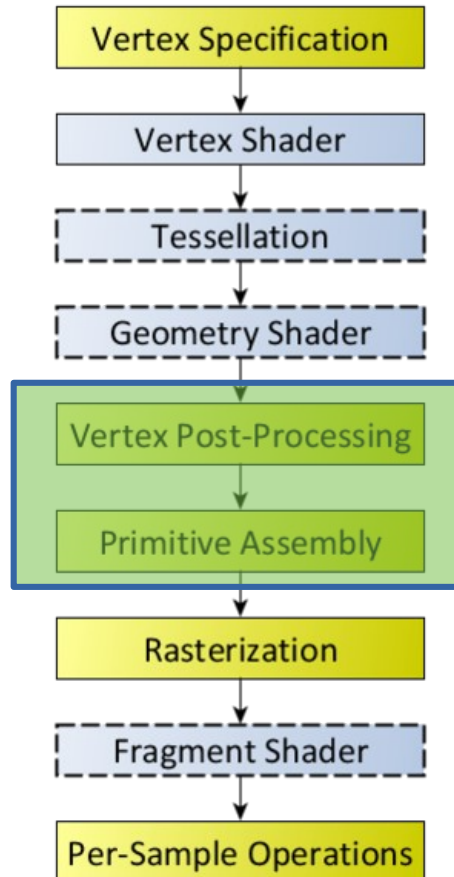 Vertex Specification
Vertex Shader
Tessellation
Geometry Shader
Vertex Post-Processing
Primitive Assembly
Rasterization
Fragment Shader
Per-Sample Operations